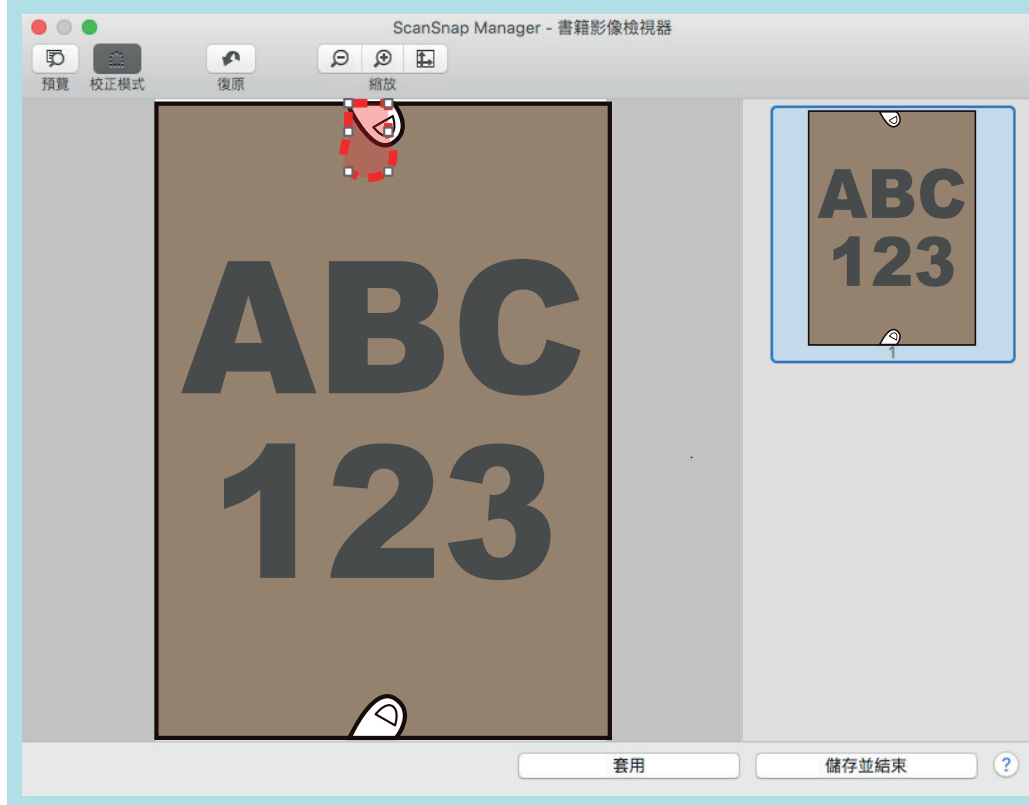 ScanSnap Manager - 書籍影像檢視器
預覽 校正模式 復原 縮放
ABC
123
ABC
123
1
套用 儲存並結束 ?